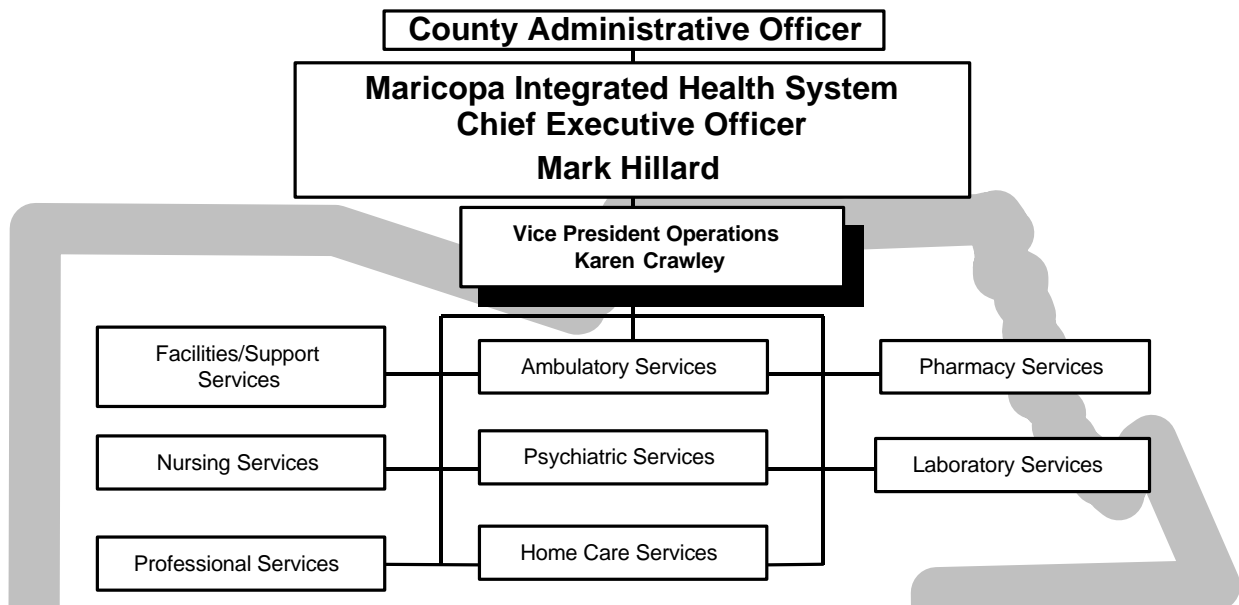 County Administrative Officer
Maricopa Integrated Health System
Chief Executive Officer
Mark Hillard
Vice President Operations
Karen Crawley
Facilities/Support
Services
Ambulatory Services
Pharmacy Services
Nursing Services
Psychiatric Services
Laboratory Services
Professional Services
Home Care Services